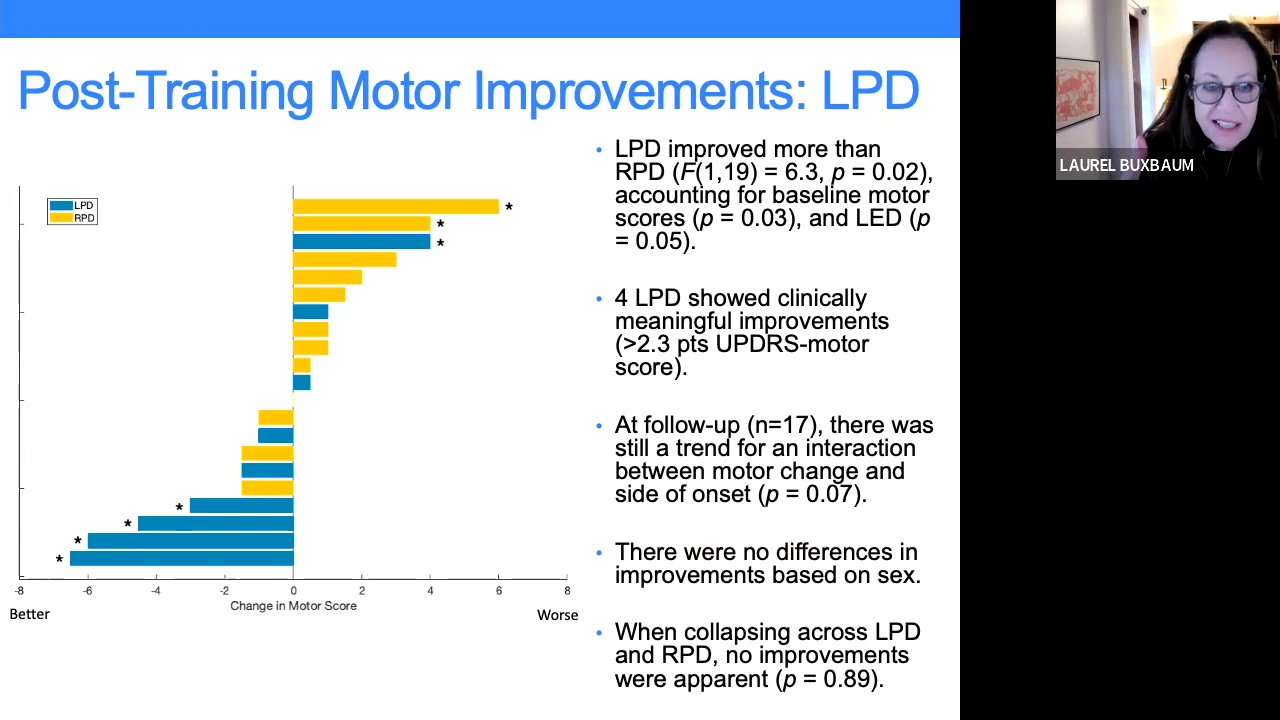 Post-Training Motor Improvements: LPD
LPD
RPD
*
*
*
*
*
*
*
-8 -6 -4 -2 0 2 4 6 8
Change in Motor Score
Better
Worse
• LPD improved more than
RPD (F(1,19) = 6.3, p = 0.02),
accounting for baseline motor
scores (p = 0.03), and LED (p
= 0.05).
• 4 LPD showed clinically
meaningful improvements
(>2.3 pts UPDRS-motor
score).
• At follow-up (n=17), there was
still a trend for an interaction
between motor change and
side of onset (p = 0.07).
• There were no differences in
improvements based on sex.
• When collapsing across LPD
and RPD, no improvements
were apparent (p = 0.89).
LAUREL BUXBAUM